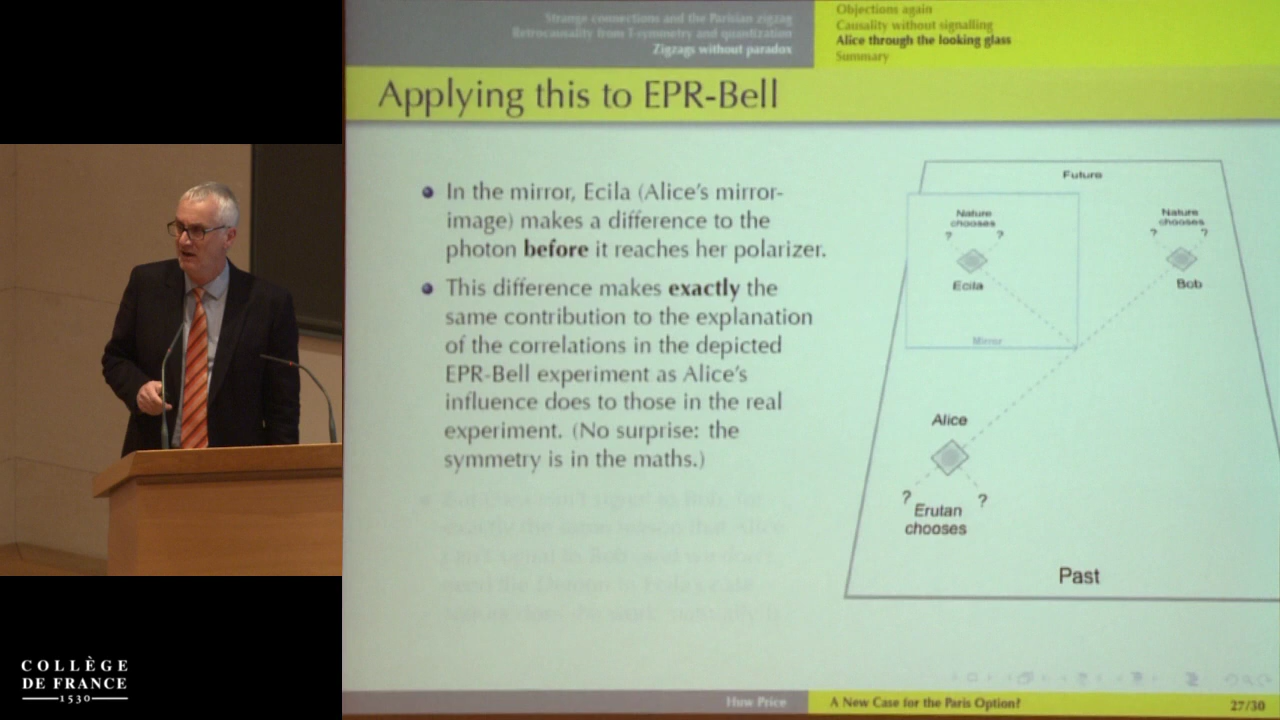 Strange connections and the Parisian zigzag
Retrocausality from T-symmetry and quantization
Zigzags without paradox
Objections again
Causality without signalling
Alice through the looking glass
Summary
Applying this to EPR-Bell
In the mirror, Ecila (Alice's mirror-
image) makes a difference to the
photon before it reaches her polarizer.
This difference makes exactly the
same contribution to the explanation
of the correlations in the depicted
EPR-Bell experiment as Alice's
influence does to those in the real
experiment. (No surprise: the
symmetry is in the maths.)
Future
Nature
chooses
? ?
Ecila
Mirror
Nature
chooses
? ?
Bob
Alice
? ?
Erutan
chooses
Past
Huw Price
A New Case for the Paris Option?
27/30
COLLÈGE
DE FRANCE
1530